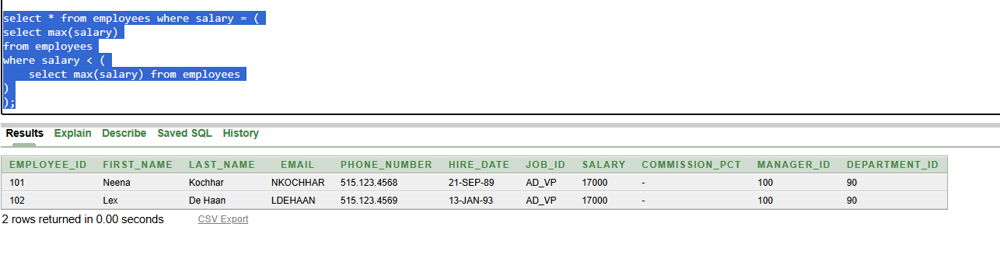 select * from employees where salary = (
select max(salary)
from employees
where salary < (
    select max(salary) from employees
)
);
Results Explain Describe Saved SQL History
EMPLOYEE_ID FIRST_NAME LAST_NAME EMAIL PHONE_NUMBER HIRE_DATE JOB_ID SALARY COMMISSION_PCT MANAGER_ID DEPARTMENT_ID
101 Neena Kochhar NKOCHHAR 515.123.4568 21-SEP-89 AD_VP 17000 - 100 90
102 Lex De Haan LDEHAAN 515.123.4569 13-JAN-93 AD_VP 17000 - 100 90
2 rows returned in 0.00 seconds CSV Export